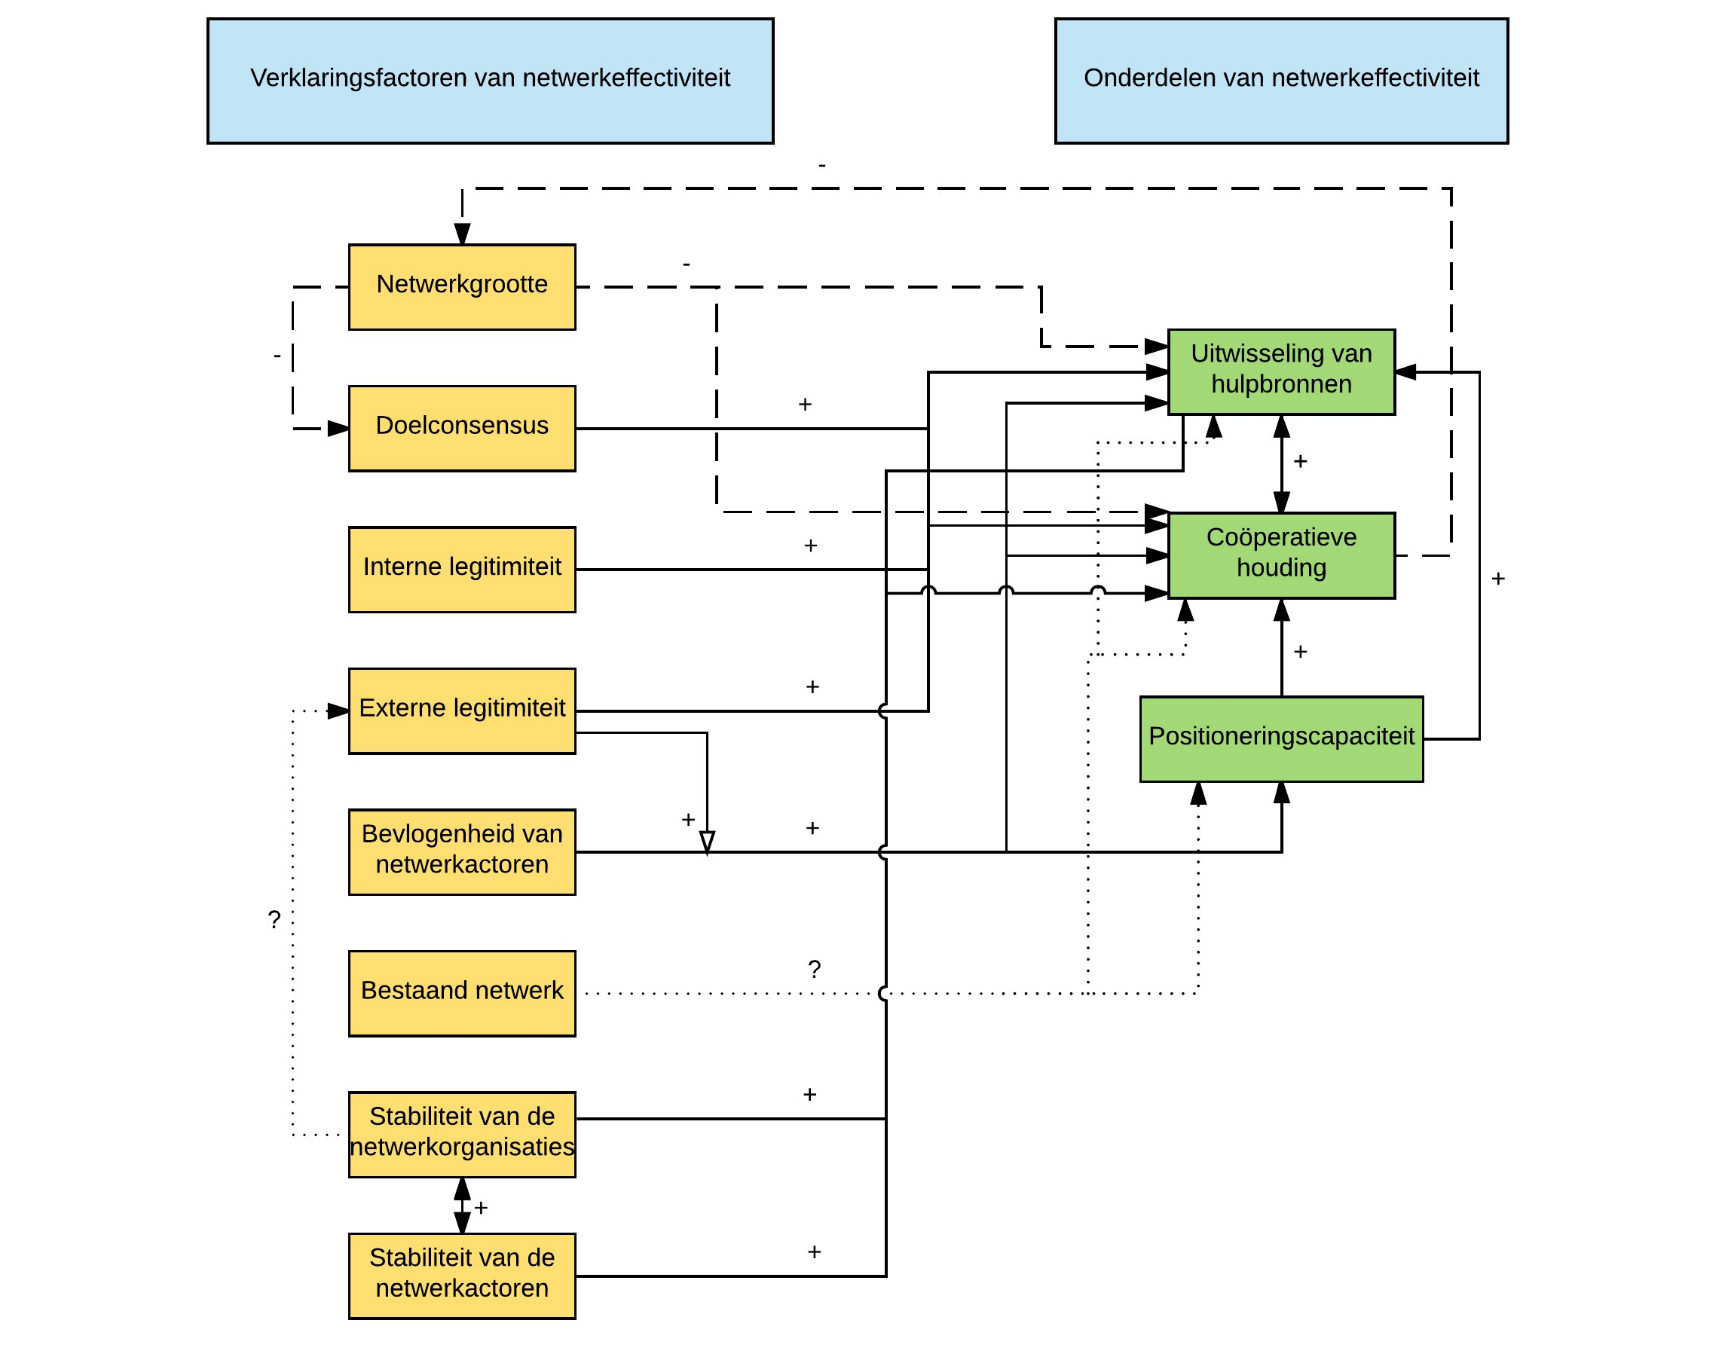 Verklaringsfactoren van netwerkeffectiviteit
Onderdelen van netwerkeffectiviteit
-
Netwerkgrootte
-
-
Uitwisseling van
hulpbronnen
Doelconsensus
+
+
Interne legitimiteit
+
Coöperatieve
houding
+
Externe legitimiteit
+
+
Positioneringscapaciteit
Bevlogenheid van
netwerkactoren
+
+
?
Bestaand netwerk
?
Stabiliteit van de
netwerkorganisaties
+
+
Stabiliteit van de
netwerkactoren
+